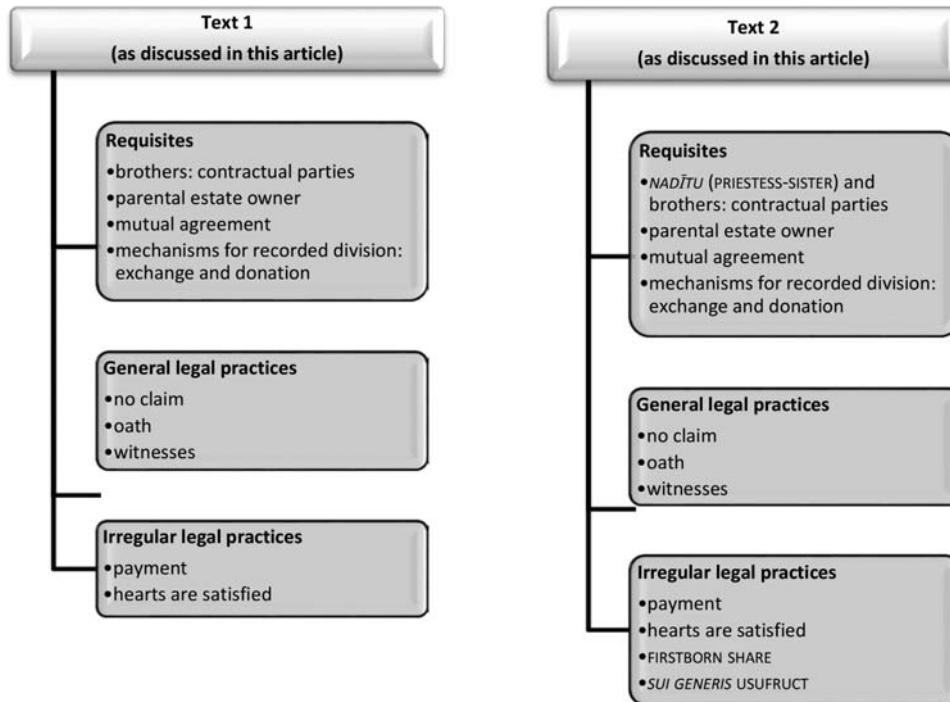 Text 1
(as discussed in this article)
Requisites
•brothers: contractual parties
•parental estate owner
•mutual agreement
•mechanisms for recorded division:
exchange and donation
General legal practices
•no claim
•oath
•witnesses
Irregular legal practices
•payment
•hearts are satisfied
Text 2
(as discussed in this article)
Requisites
•NADĪTU (PRIESTESS-SISTER) and
brothers: contractual parties
•parental estate owner
•mutual agreement
•mechanisms for recorded division:
exchange and donation
General legal practices
•no claim
•oath
•witnesses
Irregular legal practices
•payment
•hearts are satisfied
•FIRSTBORN SHARE
•SUI GENERIS USUFRUCT